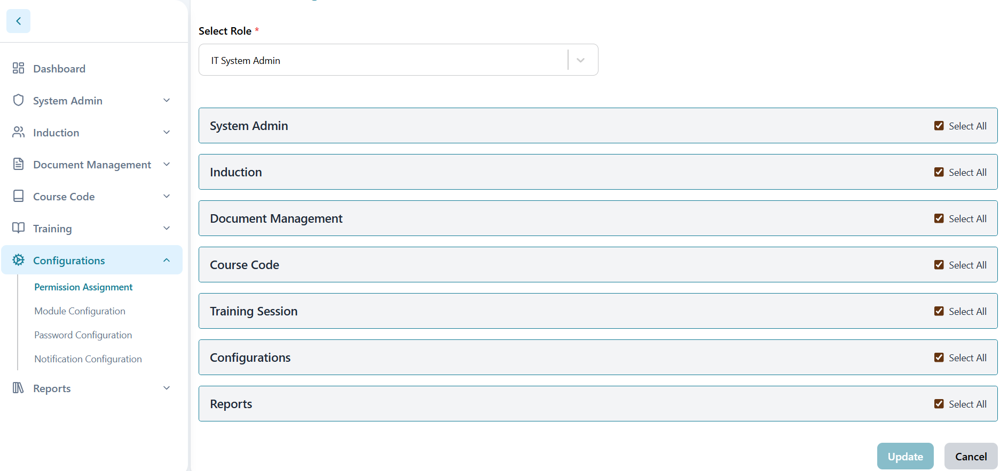 Dashboard
System Admin
Induction
Document Management
Course Code
Training
Configurations
Permission Assignment
Module Configuration
Password Configuration
Notification Configuration
Reports
Select Role *
IT System Admin
System Admin
Select All
Induction
Select All
Document Management
Select All
Course Code
Select All
Training Session
Select All
Configurations
Select All
Reports
Select All
Update
Cancel